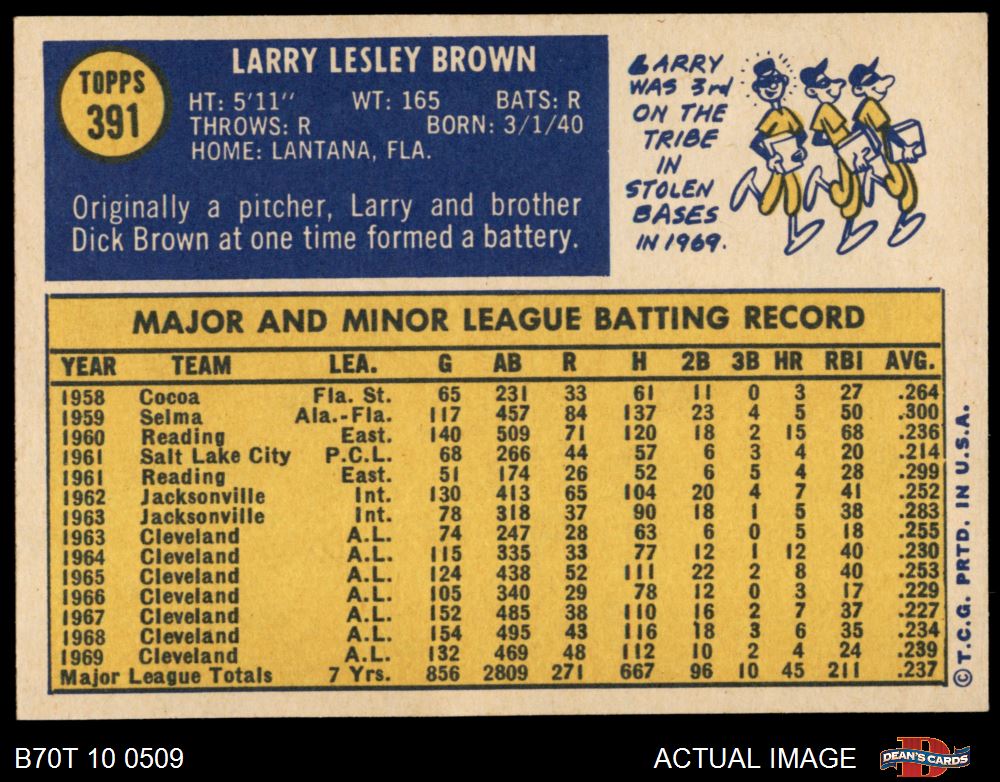 TOPPS
391
LARRY LESLEY BROWN
HT: 5'11" WT: 165 BATS: R
THROWS: R BORN: 3/1/40
HOME: LANTANA, FLA.
Originally a pitcher, Larry and brother
Dick Brown at one time formed a battery.
LARRY
WAS 3rd
ON THE
TRIBE
IN
STOLEN
BASES
IN 1969.
MAJOR AND MINOR LEAGUE BATTING RECORD
YEAR TEAM LEA. G AB R H 2B 3B HR RBI AVG.
1958 Cocoa Fla. St. 65 231 33 61 11 0 3 27 .264
1959 Selma Ala.-Fla. 117 457 84 137 23 4 5 50 .300
1960 Reading East. 140 509 71 120 18 2 15 68 .236
1961 Salt Lake City P.C.L. 68 266 44 57 6 3 4 20 .214
1961 Reading East. 51 174 26 52 6 5 4 28 .299
1962 Jacksonville Int. 130 413 65 104 20 4 7 41 .252
1963 Jacksonville Int. 78 318 37 90 18 1 5 38 .283
1963 Cleveland A.L. 74 247 28 63 6 0 5 18 .255
1964 Cleveland A.L. 115 335 33 77 12 1 12 40 .230
1965 Cleveland A.L. 124 438 52 111 22 2 8 40 .253
1966 Cleveland A.L. 105 340 29 78 12 0 3 17 .229
1967 Cleveland A.L. 152 485 38 110 16 2 7 37 .227
1968 Cleveland A.L. 154 495 43 116 18 3 6 35 .234
1969 Cleveland A.L. 132 469 48 112 10 2 4 24 .239
Major League Totals 7 Yrs. 856 2809 271 667 96 10 45 211 .237
© T.C.G. PRTD. IN U.S.A.
B70T 10 0509
ACTUAL IMAGE
DEAN'S CARDS